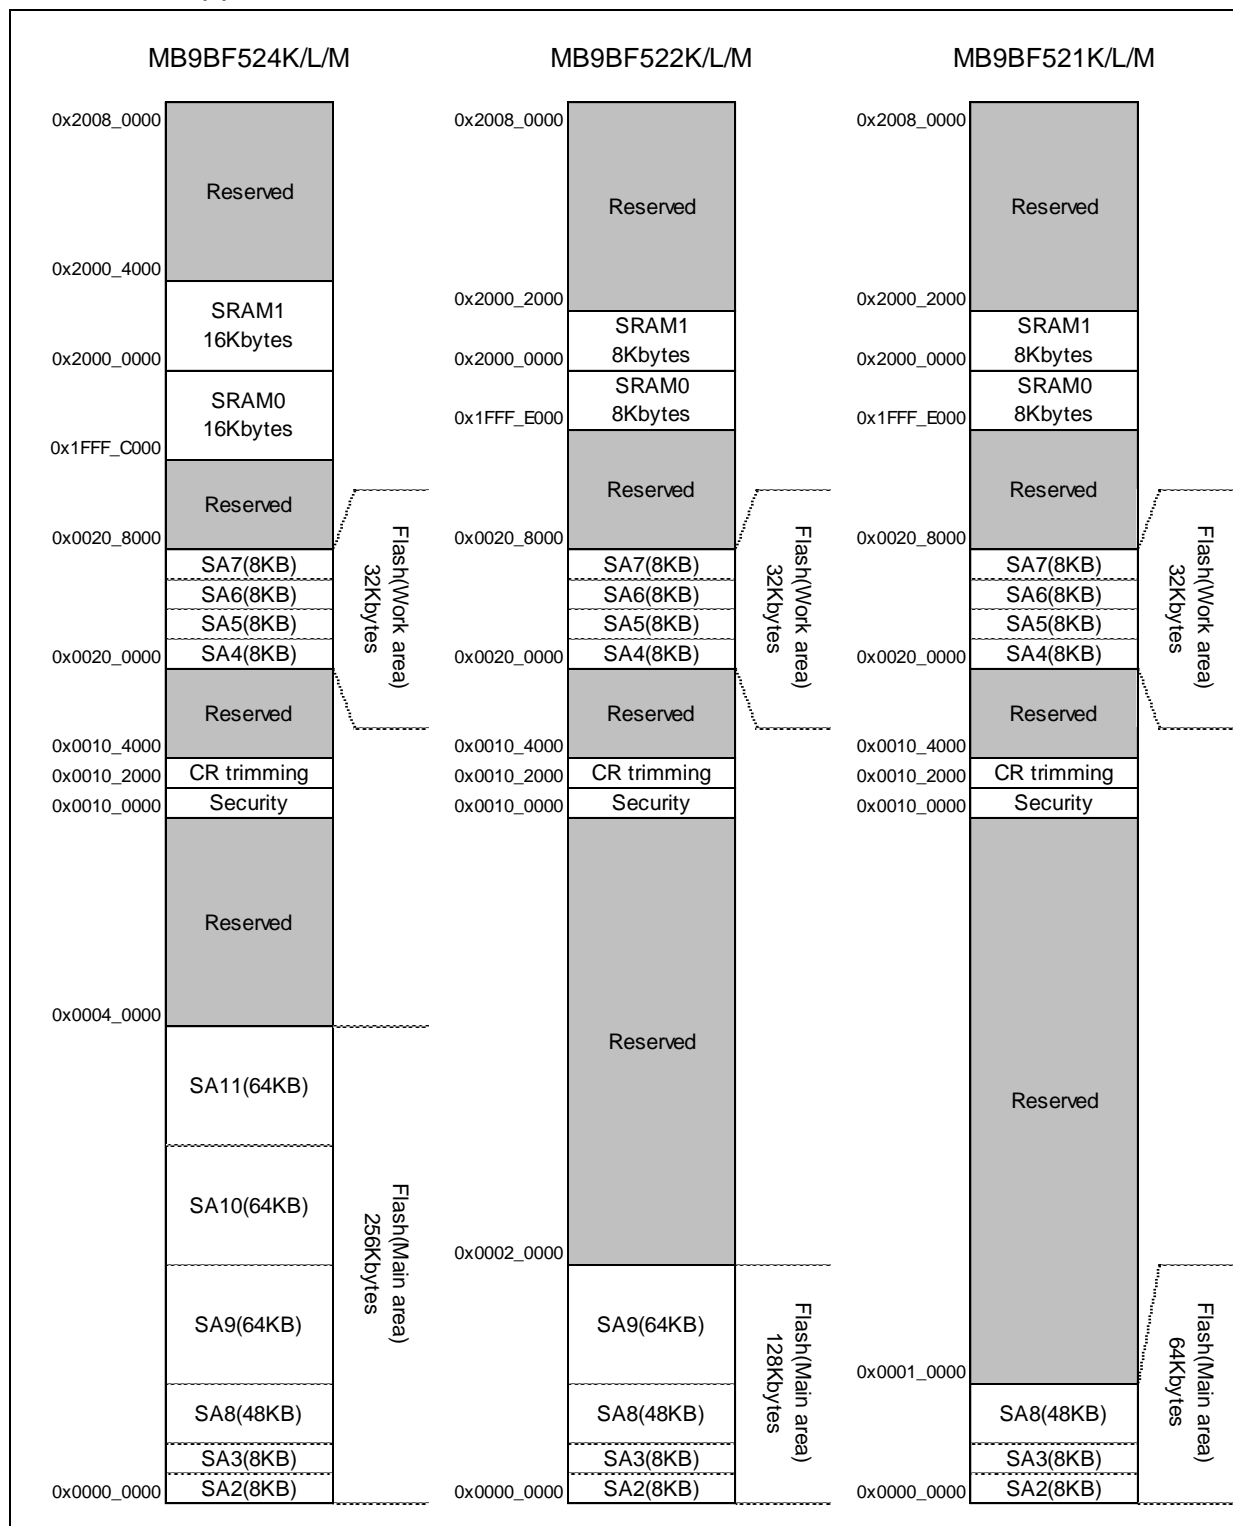 MB9BF524K/L/M
0x2008_0000
Reserved
0x2000_4000
SRAM1
16Kbytes
0x2000_0000
SRAM0
16Kbytes
0x1FFF_C000
Reserved
0x0020_8000
SA7(8KB)
SA6(8KB)
SA5(8KB)
SA4(8KB)
0x0020_0000
Flash(Work area)
32Kbytes
Reserved
0x0010_4000
CR trimming
0x0010_2000
Security
0x0010_0000
Reserved
0x0004_0000
SA11(64KB)
SA10(64KB)
SA9(64KB)
SA8(48KB)
SA3(8KB)
SA2(8KB)
0x0000_0000
Flash(Main area)
256Kbytes
MB9BF522K/L/M
0x2008_0000
Reserved
0x2000_2000
SRAM1
8Kbytes
0x2000_0000
SRAM0
8Kbytes
0x1FFF_E000
Reserved
0x0020_8000
SA7(8KB)
SA6(8KB)
SA5(8KB)
SA4(8KB)
0x0020_0000
Flash(Work area)
32Kbytes
Reserved
0x0010_4000
CR trimming
0x0010_2000
Security
0x0010_0000
Reserved
0x0002_0000
SA9(64KB)
SA8(48KB)
SA3(8KB)
SA2(8KB)
0x0000_0000
Flash(Main area)
128Kbytes
MB9BF521K/L/M
0x2008_0000
Reserved
0x2000_2000
SRAM1
8Kbytes
0x2000_0000
SRAM0
8Kbytes
0x1FFF_E000
Reserved
0x0020_8000
SA7(8KB)
SA6(8KB)
SA5(8KB)
SA4(8KB)
0x0020_0000
Flash(Work area)
32Kbytes
Reserved
0x0010_4000
CR trimming
0x0010_2000
Security
0x0010_0000
Reserved
0x0001_0000
SA8(48KB)
SA3(8KB)
SA2(8KB)
0x0000_0000
Flash(Main area)
64Kbytes